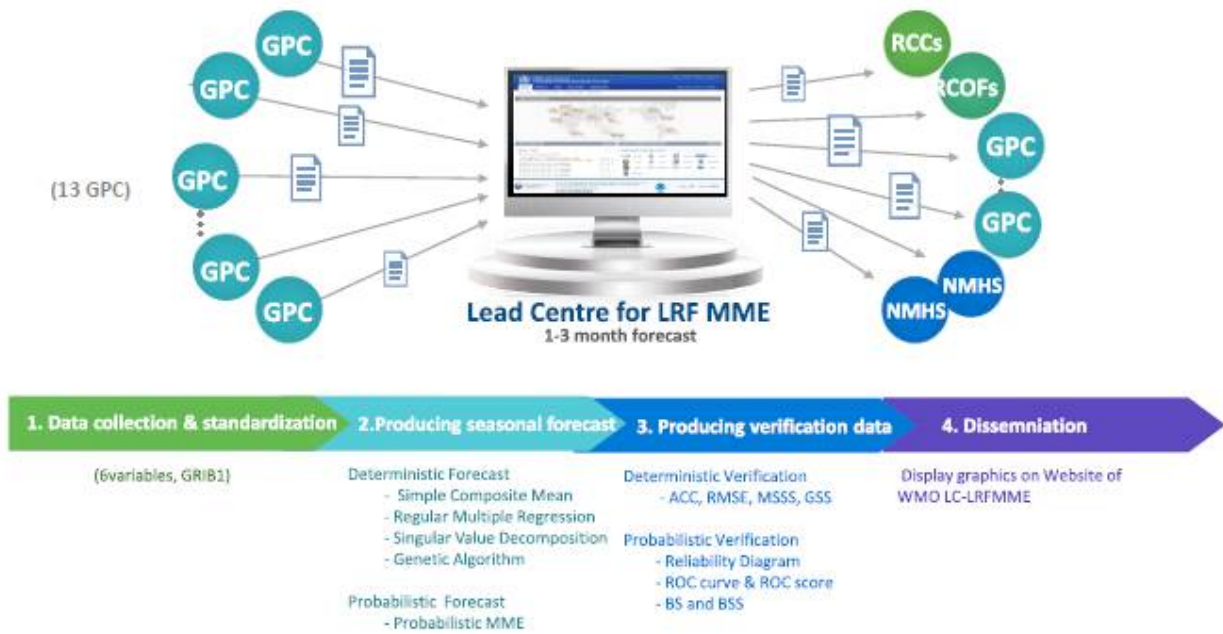 GPC
GPC
(13 GPC)
GPC
GPC
GPC
RCCs
RCOFs
GPC
GPC
NMHS
NMHS
Lead Centre for LRF MME
1-3 month forecast
1. Data collection & standardization
2.Producing seasonal forecast
3. Producing verification data
4. Dissemniation
(6variables, GRIB1)
Deterministic Forecast
- Simple Composite Mean
- Regular Multiple Regression
- Singular Value Decomposition
- Genetic Algorithm
Probabilistic Forecast
- Probabilistic MME
Deterministic Verification
- ACC, RMSE, MSSS, GSS
Probabilistic Verification
- Reliability Diagram
- ROC curve & ROC score
- BS and BSS
Display graphics on Website of
WMO LC-LRFMME